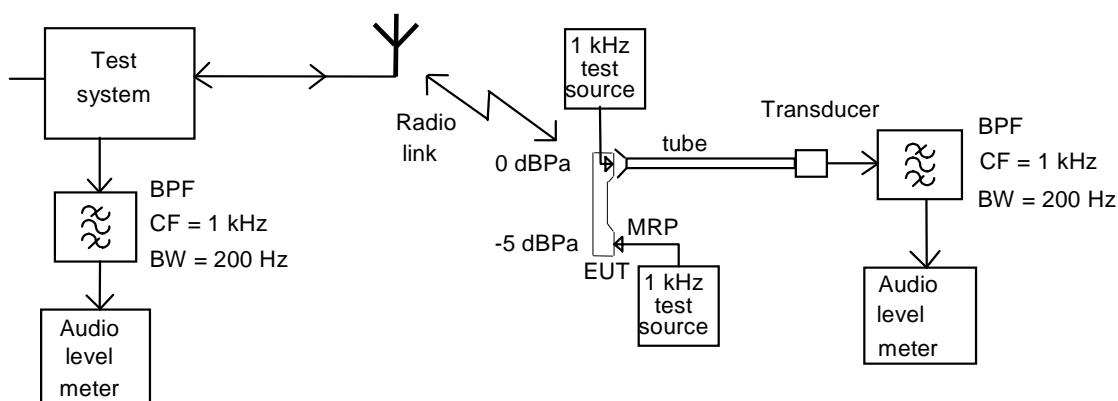 Test
system
BPF
CF = 1 kHz
BW = 200 Hz
Audio
level
meter
Radio
link
1 kHz
test
source
0 dBPa
-5 dBPa
EUT
MRP
1 kHz
test
source
tube
Transducer
BPF
CF = 1 kHz
BW = 200 Hz
Audio
level
meter